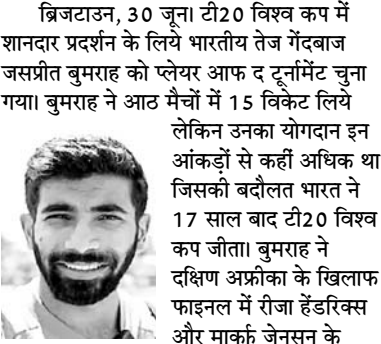 ब्रिजटाउन, 30 जून। टी20 विश्व कप में
शानदार प्रदर्शन के लिये भारतीय तेज गेंदबाज
जसप्रीत बुमराह को प्लेयर आफ द टूर्नामेंट चुना
गया। बुमराह ने आठ मैचों में 15 विकेट लिये
लेकिन उनका योगदान इन
आंकड़ों से कहीं अधिक था
जिसकी बदौलत भारत ने
17 साल बाद टी20 विश्व
कप जीता। बुमराह ने
दक्षिण अफ्रीका के खिलाफ
फाइनल में रीजा हेंडरिक्स
और मार्को जेनसन के